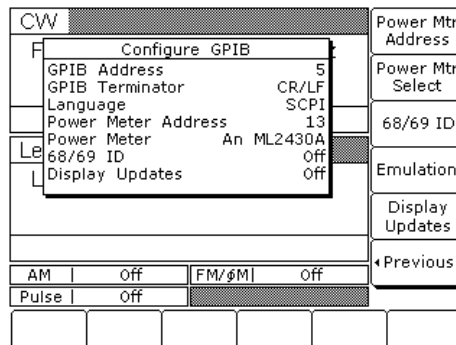 CW
F
Configure GPIB
GPIB Address 5
GPIB Terminator CR/LF
Language SCPI
Power Meter Address 13
Power Meter An ML2430A
68/69 ID Off
Display Updates Off
Le
L
AM Off FM/ϕM Off
Pulse Off
Power Mtr
Address
Power Mtr
Select
68/69 ID
Emulation
Display
Updates
Previous